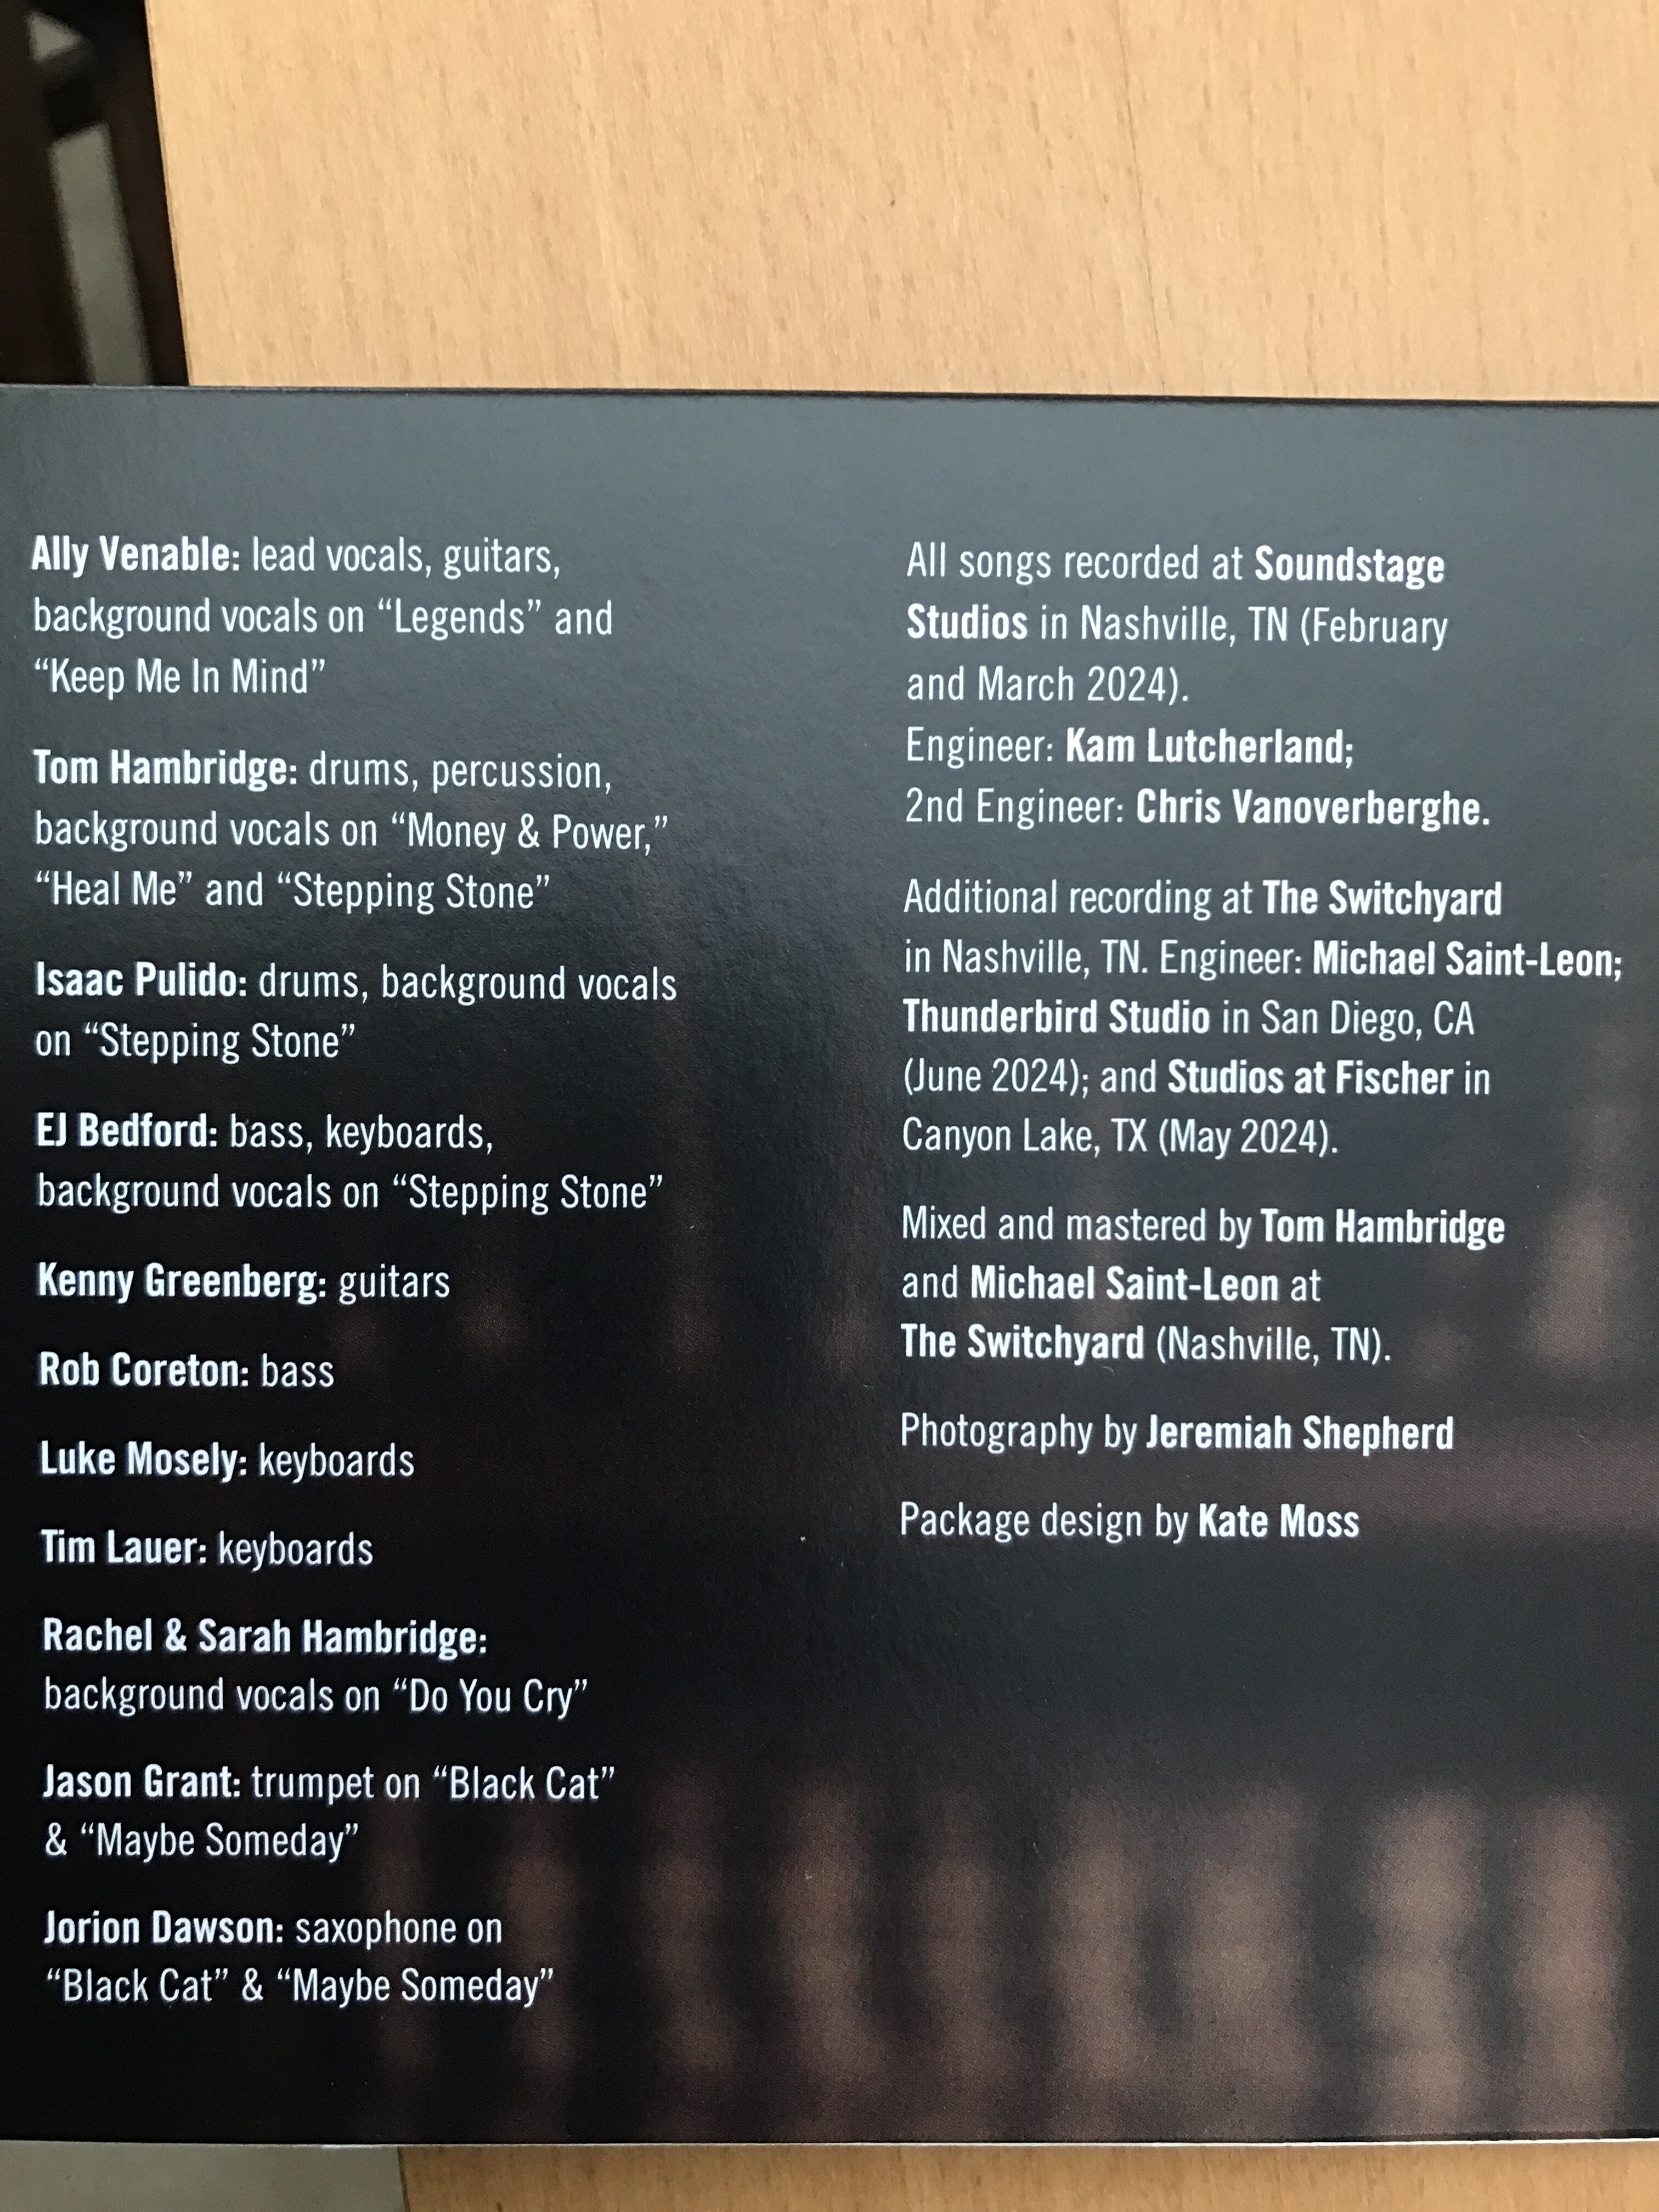 Ally Venable: lead vocals, guitars,
background vocals on “Legends” and
“Keep Me In Mind”
Tom Hambridge: drums, percussion,
background vocals on “Money & Power,”
“Heal Me” and “Stepping Stone”
Isaac Pulido: drums, background vocals
on “Stepping Stone”
EJ Bedford: bass, keyboards,
background vocals on “Stepping Stone”
Kenny Greenberg: guitars
Rob Coreton: bass
Luke Mosely: keyboards
Tim Lauer: keyboards
Rachel & Sarah Hambridge:
background vocals on “Do You Cry”
Jason Grant: trumpet on “Black Cat”
& “Maybe Someday”
Jorion Dawson: saxophone on
“Black Cat” & “Maybe Someday”
All songs recorded at Soundstage
Studios in Nashville, TN (February
and March 2024).
Engineer: Kam Lutcherland;
2nd Engineer: Chris Vanoverberghe.
Additional recording at The Switchyard
in Nashville, TN. Engineer: Michael Saint-Leon;
Thunderbird Studio in San Diego, CA
(June 2024); and Studios at Fischer in
Canyon Lake, TX (May 2024).
Mixed and mastered by Tom Hambridge
and Michael Saint-Leon at
The Switchyard (Nashville, TN).
Photography by Jeremiah Shepherd
Package design by Kate Moss